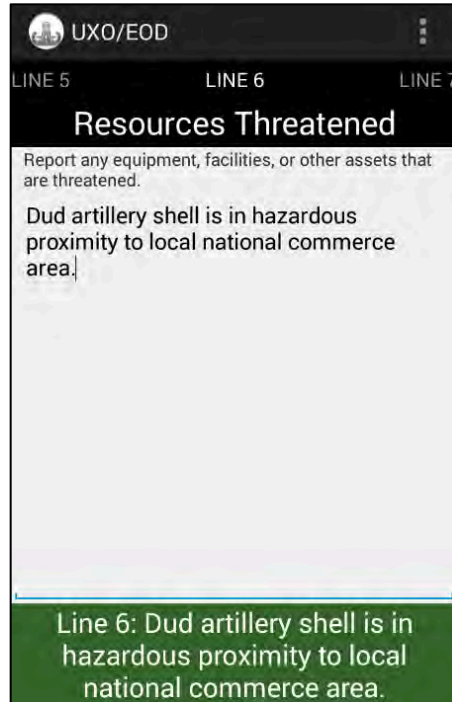 UXO/EOD
LINE 5 LINE 6 LINE 7
Resources Threatened
Report any equipment, facilities, or other assets that
are threatened.
Dud artillery shell is in hazardous
proximity to local national commerce
area.
Line 6: Dud artillery shell is in
hazardous proximity to local
national commerce area.